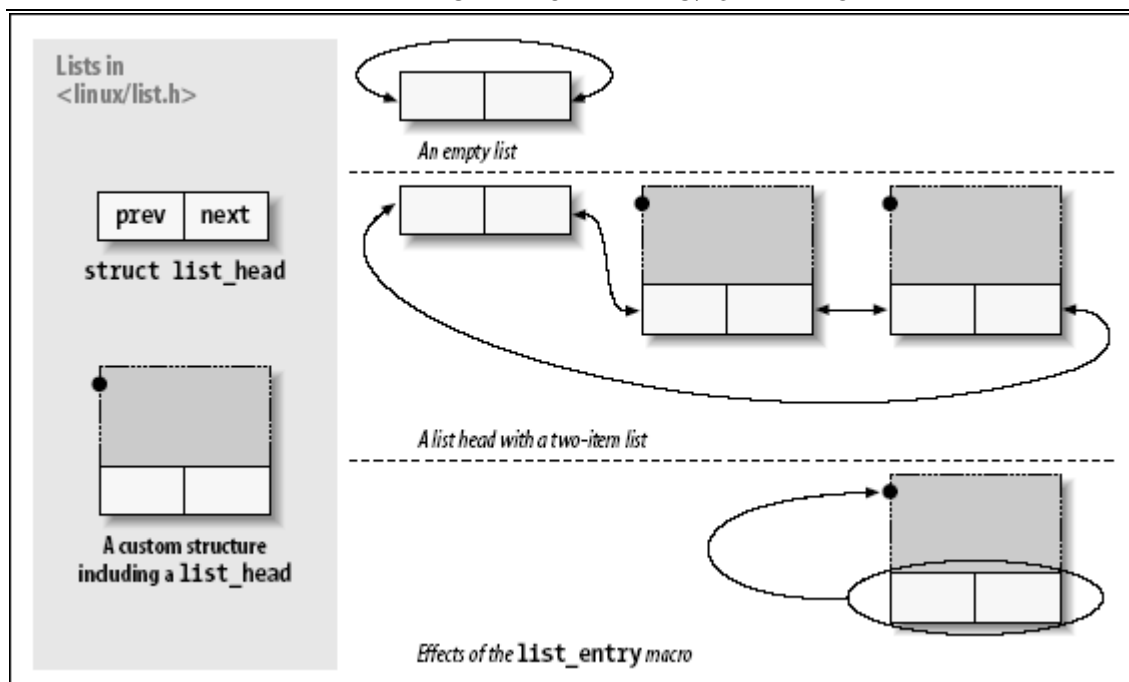 Lists in
<linux/list.h>
prev next
struct list_head
A custom structure
including a list_head
An empty list
A list head with a two-item list
Effects of the list_entry macro